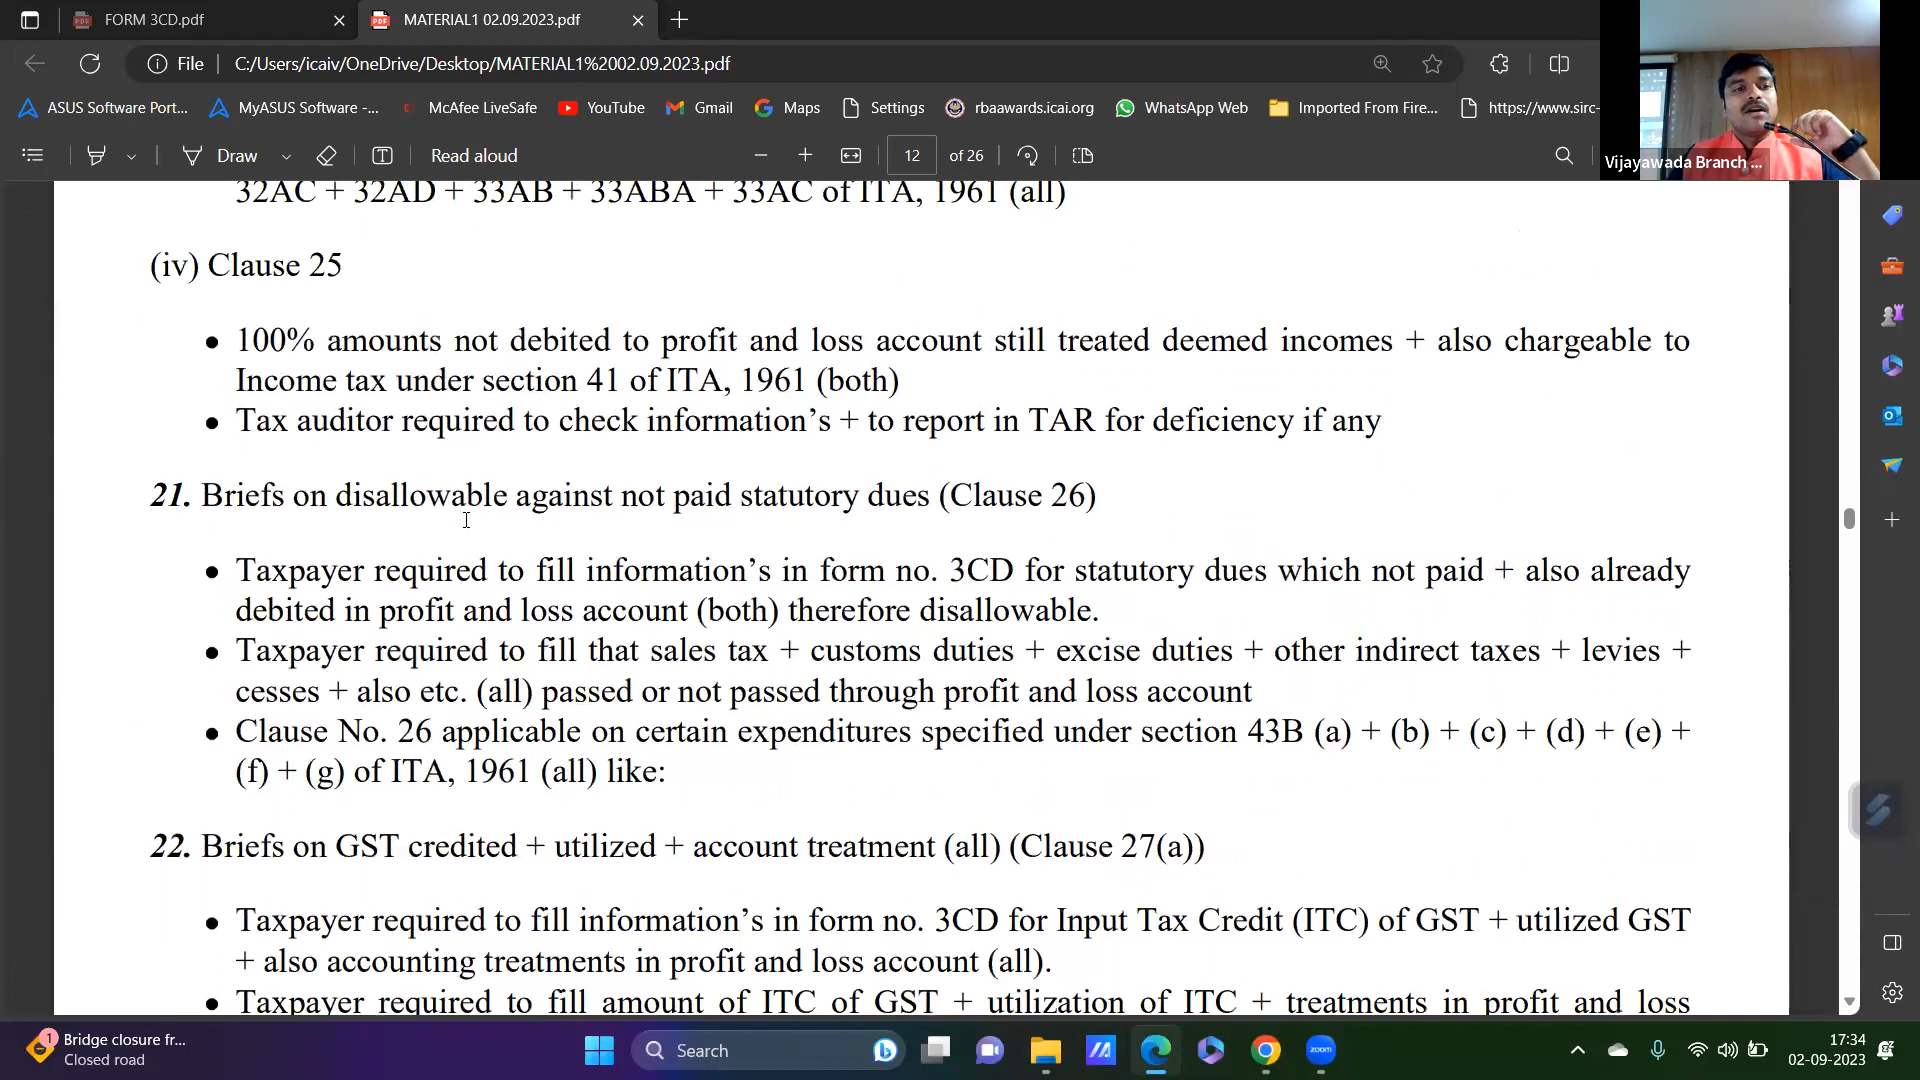 FORM 3CD.pdf
MATERIAL1 02.09.2023.pdf
File
C:/Users/icaiv/OneDrive/Desktop/MATERIAL1%2002.09.2023.pdf
ASUS Software Port...
MyASUS Software -...
McAfee LiveSafe
YouTube
Gmail
Maps
Settings
rbaawards.icai.org
WhatsApp Web
Imported From Fire...
https://www.sirc-
Draw
Read aloud
12
of 26
Vijayawada Branch ...
32AC + 32AD + 33AB + 33ABA + 33AC of ITA, 1961 (all)
(iv) Clause 25
• 100% amounts not debited to profit and loss account still treated deemed incomes + also chargeable to
Income tax under section 41 of ITA, 1961 (both)
• Tax auditor required to check information’s + to report in TAR for deficiency if any
21. Briefs on disallowable against not paid statutory dues (Clause 26)
• Taxpayer required to fill information’s in form no. 3CD for statutory dues which not paid + also already
debited in profit and loss account (both) therefore disallowable.
• Taxpayer required to fill that sales tax + customs duties + excise duties + other indirect taxes + levies +
cesses + also etc. (all) passed or not passed through profit and loss account
• Clause No. 26 applicable on certain expenditures specified under section 43B (a) + (b) + (c) + (d) + (e) +
(f) + (g) of ITA, 1961 (all) like:
22. Briefs on GST credited + utilized + account treatment (all) (Clause 27(a))
• Taxpayer required to fill information’s in form no. 3CD for Input Tax Credit (ITC) of GST + utilized GST
+ also accounting treatments in profit and loss account (all).
• Taxpayer required to fill amount of ITC of GST + utilization of ITC + treatments in profit and loss
1
Bridge closure fr...
Closed road
Search
zoom
17:34
02-09-2023